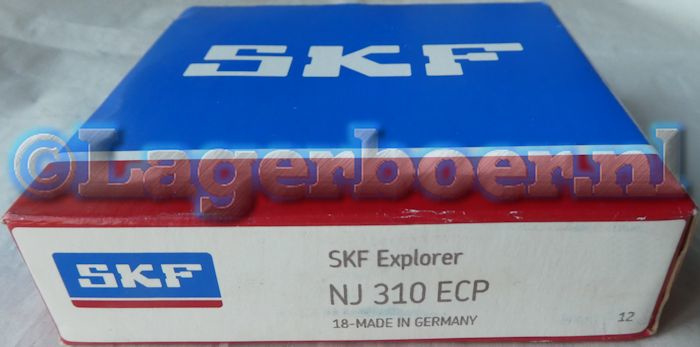 SKF
©Lagerboer.nl
SKF
SKF Explorer
NJ 310 ECP
18-MADE IN GERMANY
12